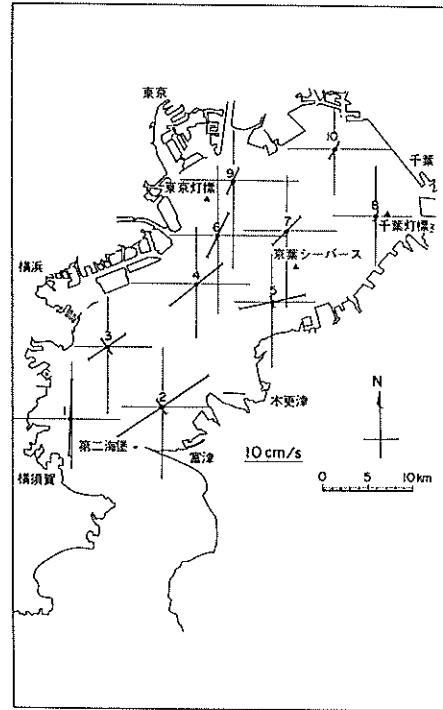 東京
10
千葉
9
東京灯標
8
千葉灯標
6
7
京葉シーバース
横浜
4
5
3
N
木更津
2
1
第二海堡
富津
10cm/s
横須賀
0 5 10km